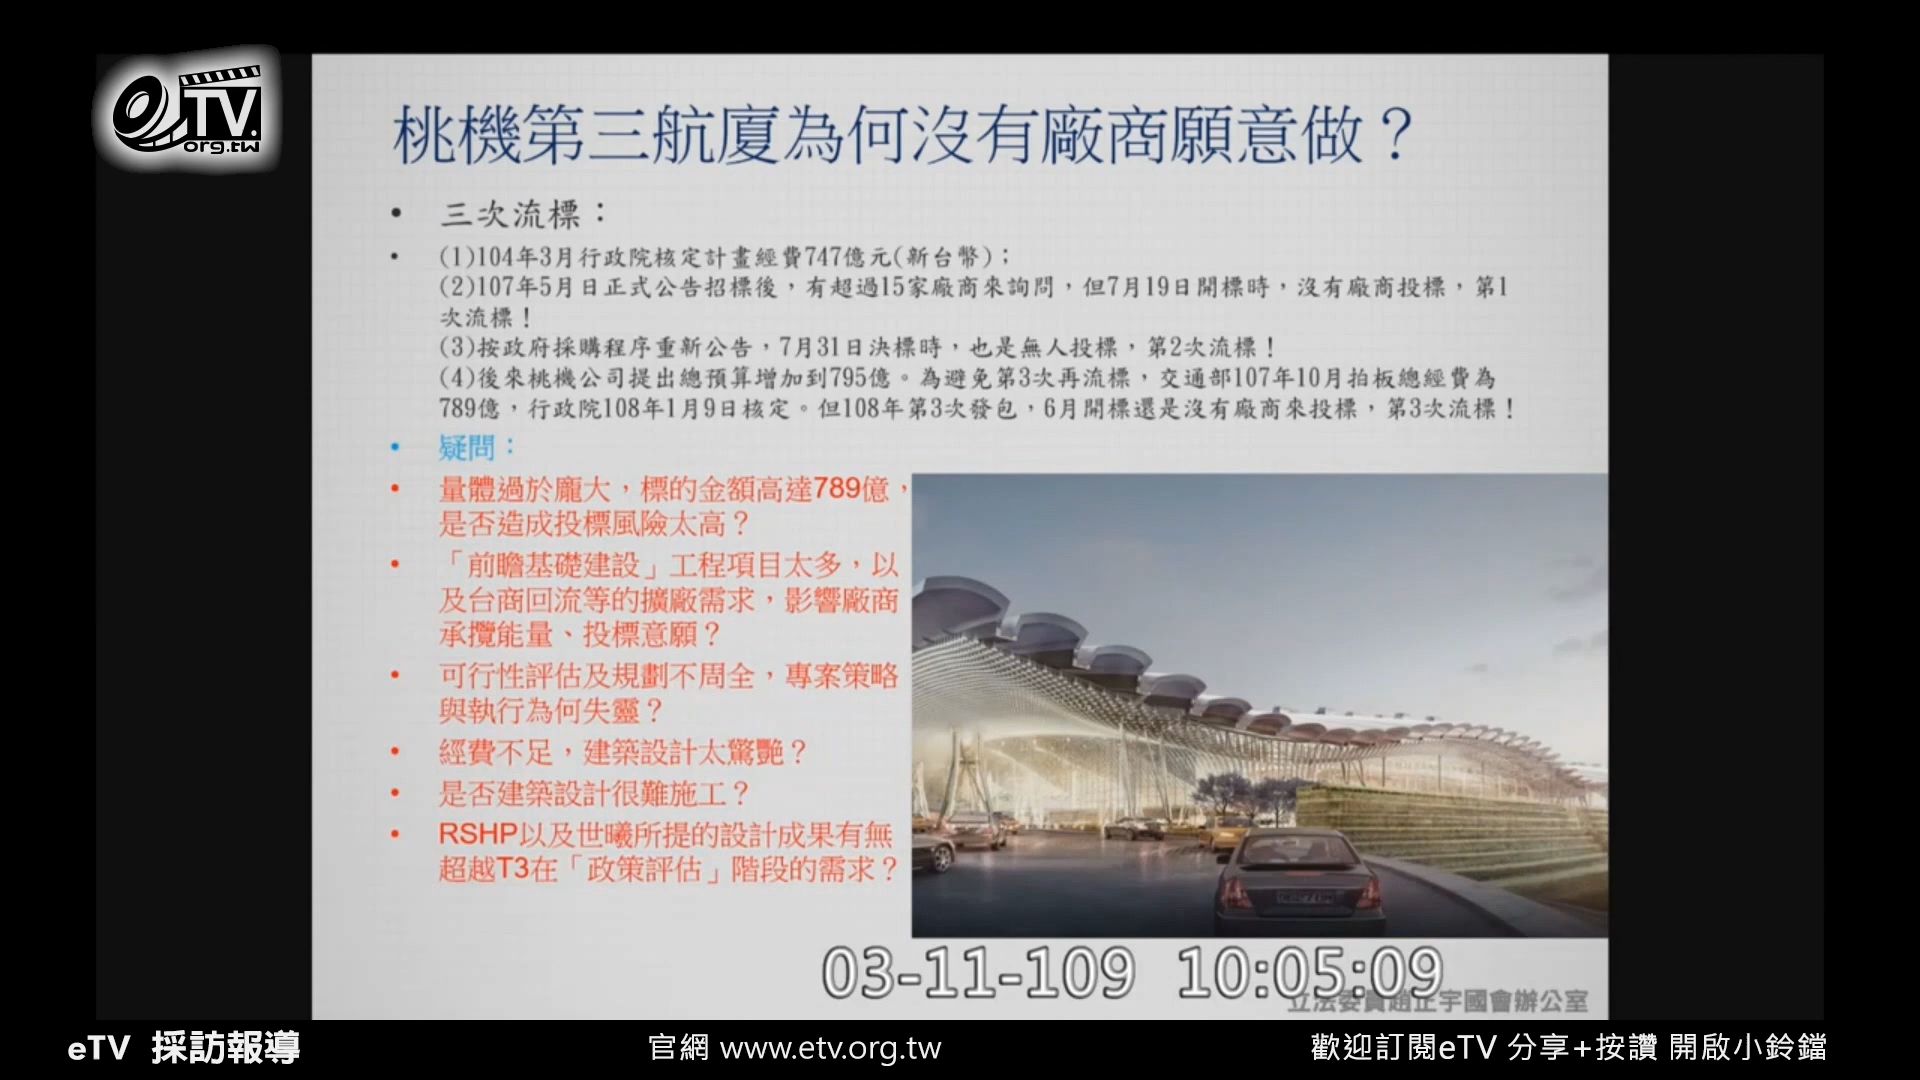 eTV.
org.tw
桃機第三航廈為何沒有廠商願意做？
• 三次流標：
• (1)104年3月行政院核定計畫經費747億元(新台幣)；
(2)107年5月日正式公告招標後，有超過15家廠商來詢問，但7月19日開標時，沒有廠商投標，第1
次流標！
(3)按政府採購程序重新公告，7月31日決標時，也是無人投標，第2次流標！
(4)後來桃機公司提出總預算增加到795億。為避免第3次再流標，交通部107年10月拍板總經費為
789億，行政院108年1月9日核定。但108年第3次發包，6月開標還是沒有廠商來投標，第3次流標！
• 疑問：
• 量體過於龐大，標的金額高達789億，
是否造成投標風險太高？
• 「前瞻基礎建設」工程項目太多，以
及台商回流等的擴廠需求，影響廠商
承攬能量、投標意願？
• 可行性評估及規劃不周全，專案策略
與執行為何失靈？
• 經費不足，建築設計太驚艷？
• 是否建築設計很難施工？
• RSHP以及世曦所提的設計成果有無
超越T3在「政策評估」階段的需求？
03-11-109 10:05:09
立法委員趙正宇國會辦公室
eTV 採訪報導
官網 www.etv.org.tw
歡迎訂閱eTV 分享+按讚 開啟小鈴鐺